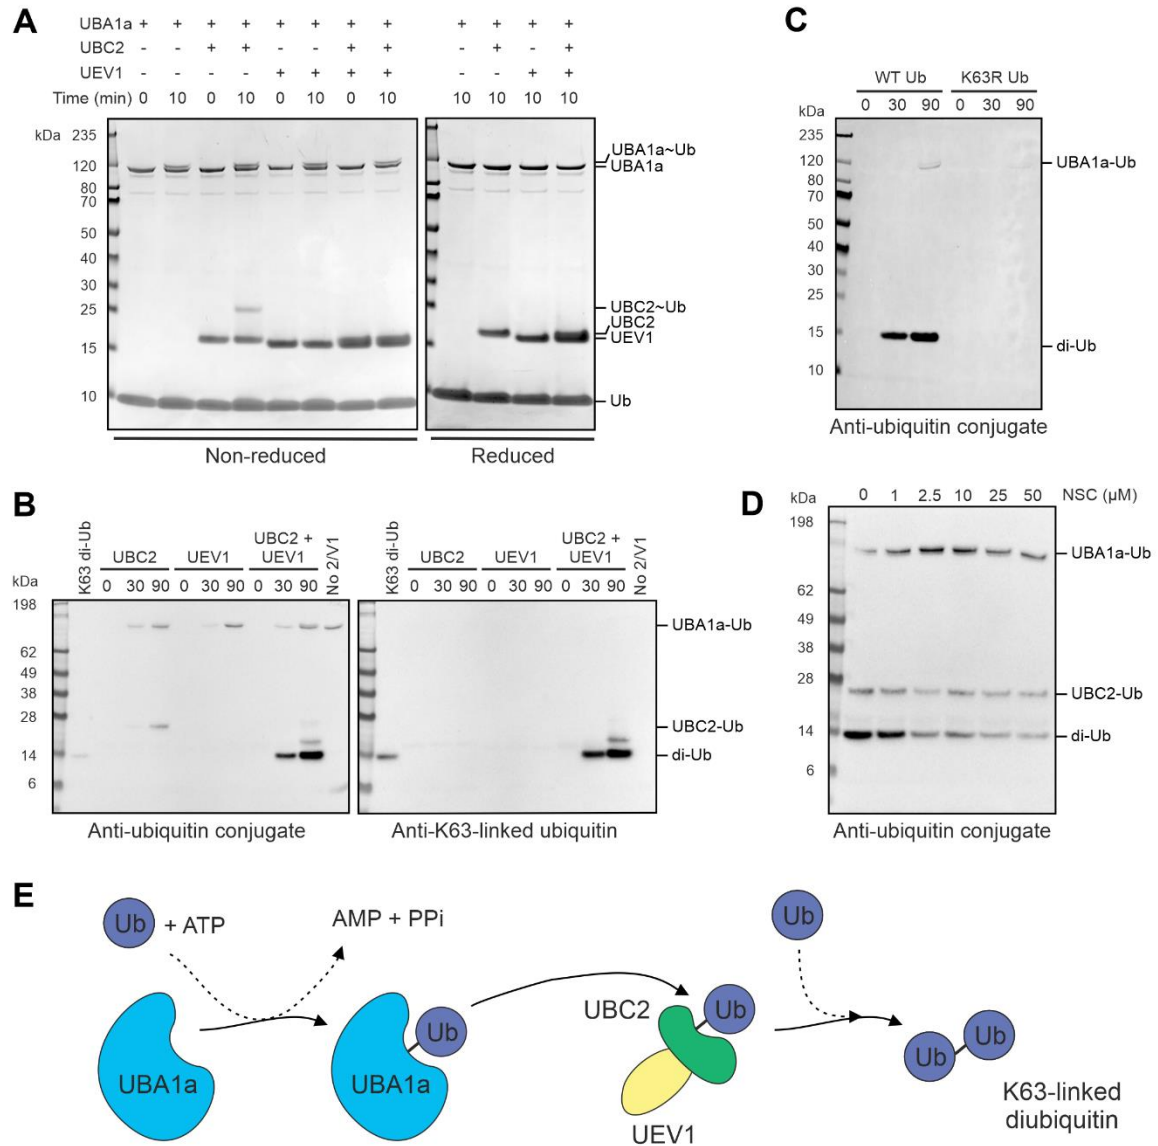 A
UBA1a + + + + + + + + + + + +
UBC2 - - + + - - + + - + - +
UEV1 - - - - + + + + - - + +
Time (min) 0 10 0 10 0 10 0 10 10 10 10 10
kDa
235
120
80
70
50
40
30
25
15
10
UBA1a~Ub
UBA1a
UBC2~Ub
UBC2
UEV1
Ub
Non-reduced
Reduced
B
K63 di-Ub
UBC2
UEV1
UBC2 +
UEV1
No 2/V1
0 30 90 0 30 90 0 30 90
K63 di-Ub
UBC2
UEV1
UBC2 +
UEV1
No 2/V1
0 30 90 0 30 90 0 30 90
kDa
198
62
49
38
28
14
6
UBA1a-Ub
UBC2-Ub
di-Ub
Anti-ubiquitin conjugate
Anti-K63-linked ubiquitin
C
WT Ub K63R Ub
0 30 90 0 30 90
kDa
235
120
80
70
50
40
30
25
15
10
UBA1a-Ub
di-Ub
Anti-ubiquitin conjugate
D
kDa
0 1 2.5 10 25 50 NSC (µM)
198
62
49
38
28
14
6
UBA1a-Ub
UBC2-Ub
di-Ub
Anti-ubiquitin conjugate
E
Ub + ATP
AMP + PPi
UBA1a
Ub
UBA1a
UBC2
Ub
UEV1
Ub
Ub Ub
K63-linked
diubiquitin